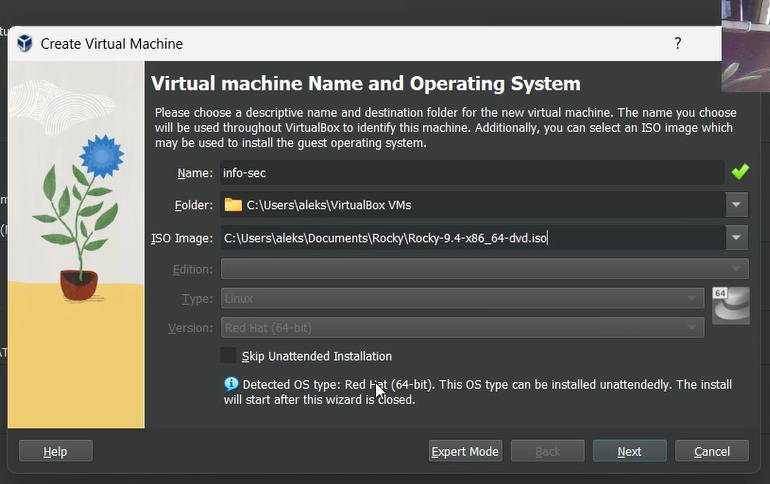 Create Virtual Machine
?
Virtual machine Name and Operating System
Please choose a descriptive name and destination folder for the new virtual machine. The name you choose
will be used throughout VirtualBox to identify this machine. Additionally, you can select an ISO image which
may be used to install the guest operating system.
Name: info-sec
Folder: C:\Users\aleks\VirtualBox VMs
ISO Image: C:\Users\aleks\Documents\Rocky\Rocky-9.4-x86_64-dvd.iso
Edition:
Type: Linux
64
Version: Red Hat (64-bit)
Skip Unattended Installation
Detected OS type: Red Hat (64-bit). This OS type can be installed unattendedly. The install
will start after this wizard is closed.
Help Expert Mode Back Next Cancel